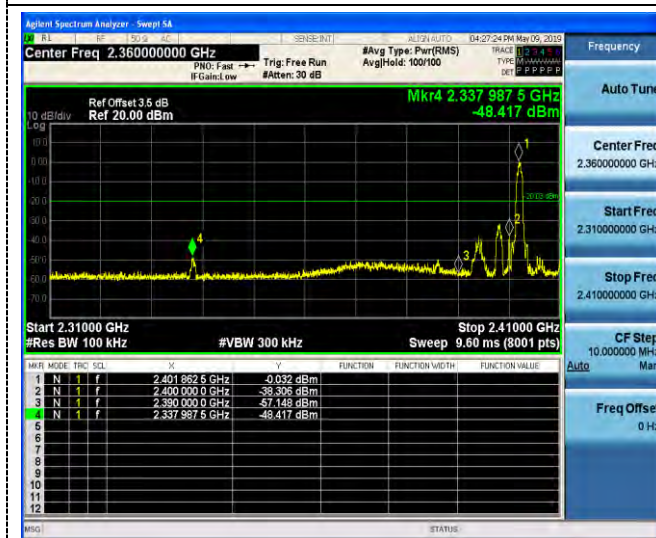 Agilent Spectrum Analyzer - Swept SA
RL RF 50 Ω AC SENSE:INT ALIGN AUTO 04:27:24 PM May 09, 2019
Center Freq 2.360000000 GHz
PNO: Fast
IFGain:Low
Trig: Free Run
#Atten: 30 dB
#Avg Type: Pwr(RMS)
Avg|Hold: 100/100
TRACE 1 2 3 4 5 6
TYPE M
DET P P P P P P
Mkr4 2.337 987 5 GHz
-48.417 dBm
Ref Offset 3.5 dB
Ref 20.00 dBm
10 dB/div
Log
10.0
0.00
-10.0
-20.0
-30.0
-40.0
-50.0
-60.0
-70.0
1
2
3
4
Start 2.31000 GHz
Stop 2.41000 GHz
#Res BW 100 kHz
#VBW 300 kHz
Sweep 9.60 ms (8001 pts)
MKR MODE TRC SCL X Y FUNCTION FUNCTION WIDTH FUNCTION VALUE
1 N 1 f 2.401 862 5 GHz -0.032 dBm
2 N 1 f 2.400 000 0 GHz -38.306 dBm
3 N 1 f 2.390 000 0 GHz -57.148 dBm
4 N 1 f 2.337 987 5 GHz -48.417 dBm
5
6
7
8
9
10
11
12
MSG
STATUS
Frequency
Auto Tune
Center Freq
2.360000000 GHz
Start Freq
2.310000000 GHz
Stop Freq
2.410000000 GHz
CF Step
10.000000 MHz
Auto Man
Freq Offset
0 Hz